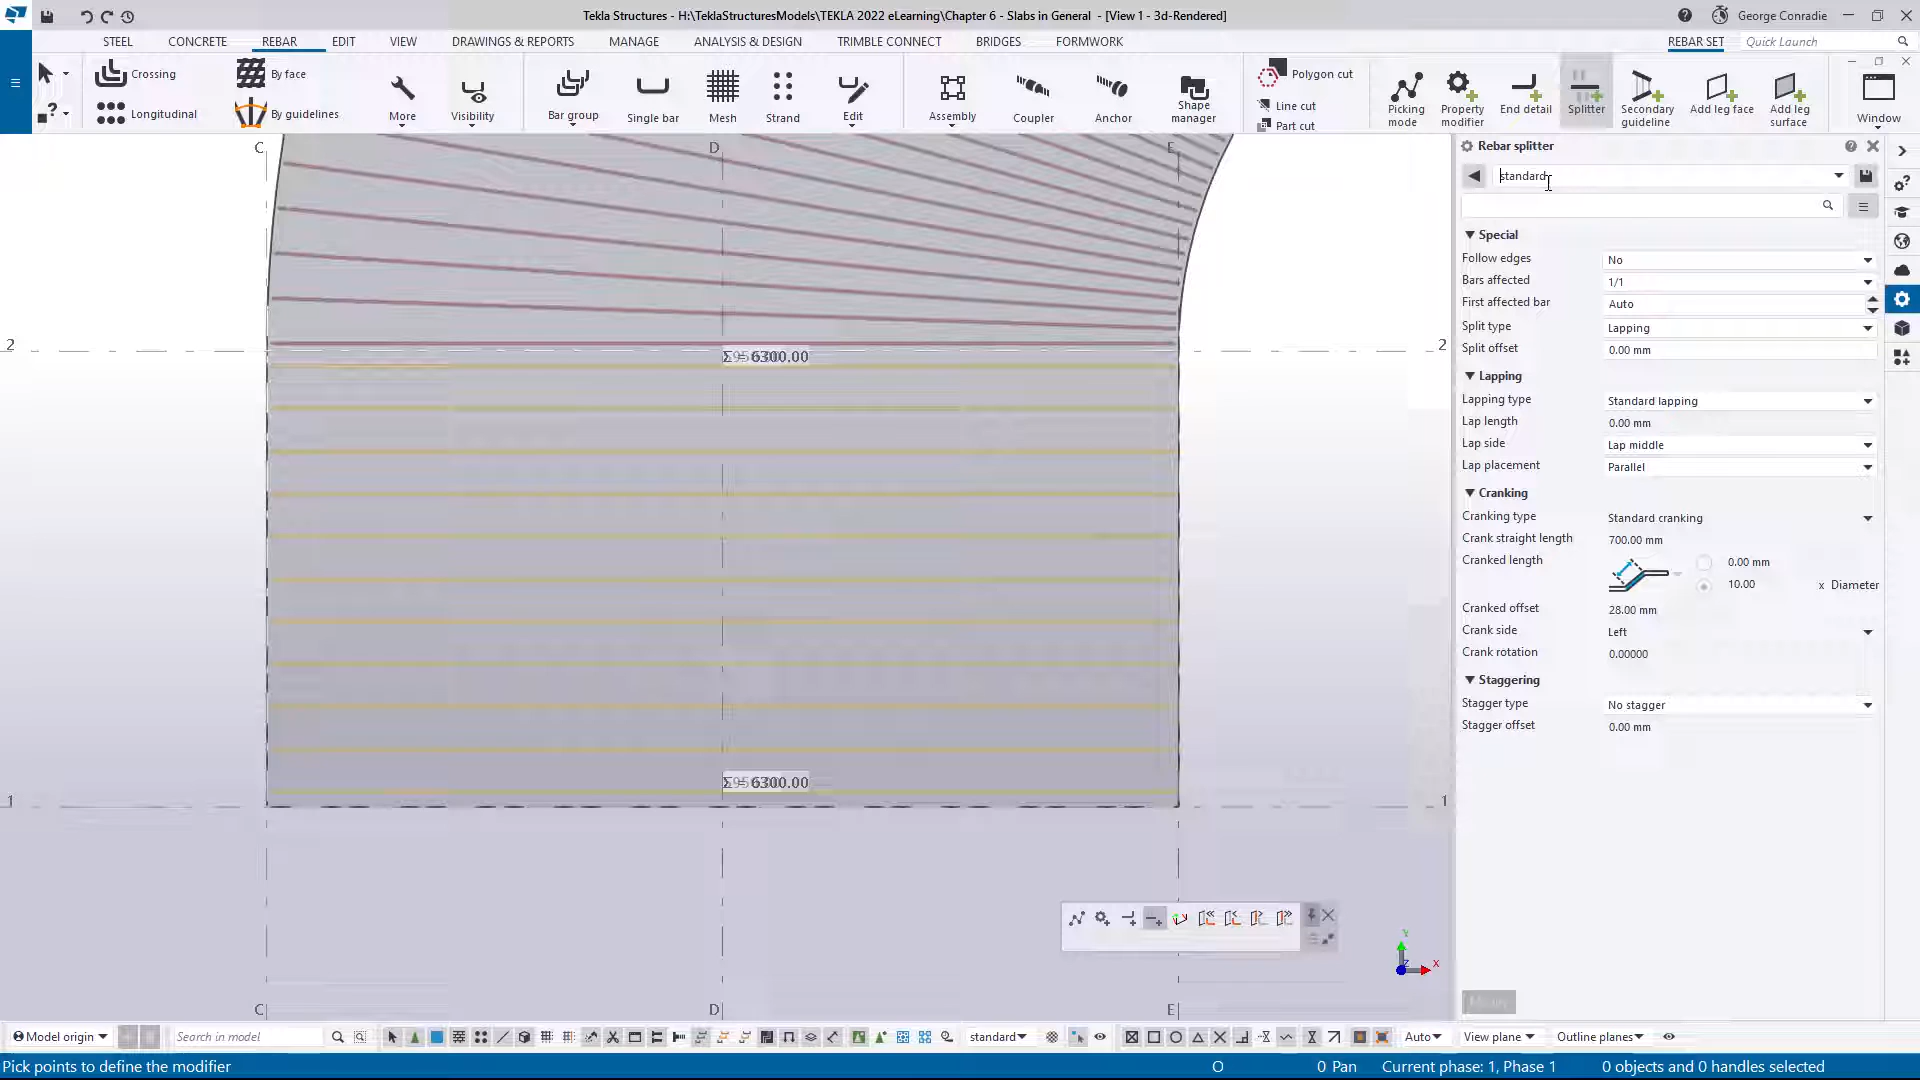 Tekla Structures - H:\TeklaStructuresModels\TEKLA 2022 eLearning\Chapter 6 - Slabs in General - [View 1 - 3d-Rendered]
George Conradie
STEEL CONCRETE REBAR EDIT VIEW DRAWINGS & REPORTS MANAGE ANALYSIS & DESIGN TRIMBLE CONNECT BRIDGES FORMWORK REBAR SET Quick Launch
Crossing
Longitudinal
By face
By guidelines
More
Visibility
Bar group
Single bar
Mesh
Strand
Edit
Assembly
Coupler
Anchor
Shape manager
Polygon cut
Line cut
Part cut
Picking mode
Property modifier
End detail
Splitter
Secondary guideline
Add leg face
Add leg surface
Window
C D E
2 2
Σ = 6300.00
Σ = 6300.00
1 1
C D E
Y
X
Z
Rebar splitter
standard
Special
Follow edges No
Bars affected 1/1
First affected bar Auto
Split type Lapping
Split offset 0.00 mm
Lapping
Lapping type Standard lapping
Lap length 0.00 mm
Lap side Lap middle
Lap placement Parallel
Cranking
Cranking type Standard cranking
Crank straight length 700.00 mm
Cranked length 0.00 mm
10.00 x Diameter
Cranked offset 28.00 mm
Crank side Left
Crank rotation 0.00000
Staggering
Stagger type No stagger
Stagger offset 0.00 mm
Model origin Search in model standard Auto View plane Outline planes
Pick points to define the modifier O 0 Pan Current phase: 1, Phase 1 0 objects and 0 handles selected